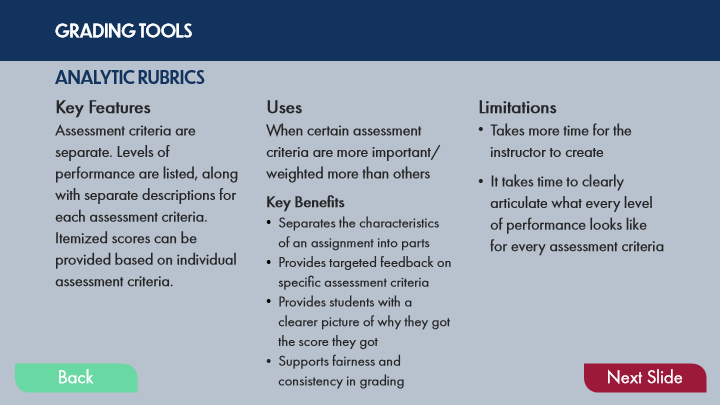 GRADING TOOLS
ANALYTIC RUBRICS
Key Features
Assessment criteria are
separate. Levels of
performance are listed, along
with separate descriptions for
each assessment criteria.
Itemized scores can be
provided based on individual
assessment criteria.
Uses
When certain assessment
criteria are more important/
weighted more than others
Key Benefits
• Separates the characteristics
of an assignment into parts
• Provides targeted feedback on
specific assessment criteria
• Provides students with a
clearer picture of why they got
the score they got
• Supports fairness and
consistency in grading
Limitations
• Takes more time for the
instructor to create
• It takes time to clearly
articulate what every level
of performance looks like
for every assessment criteria
Back
Next Slide